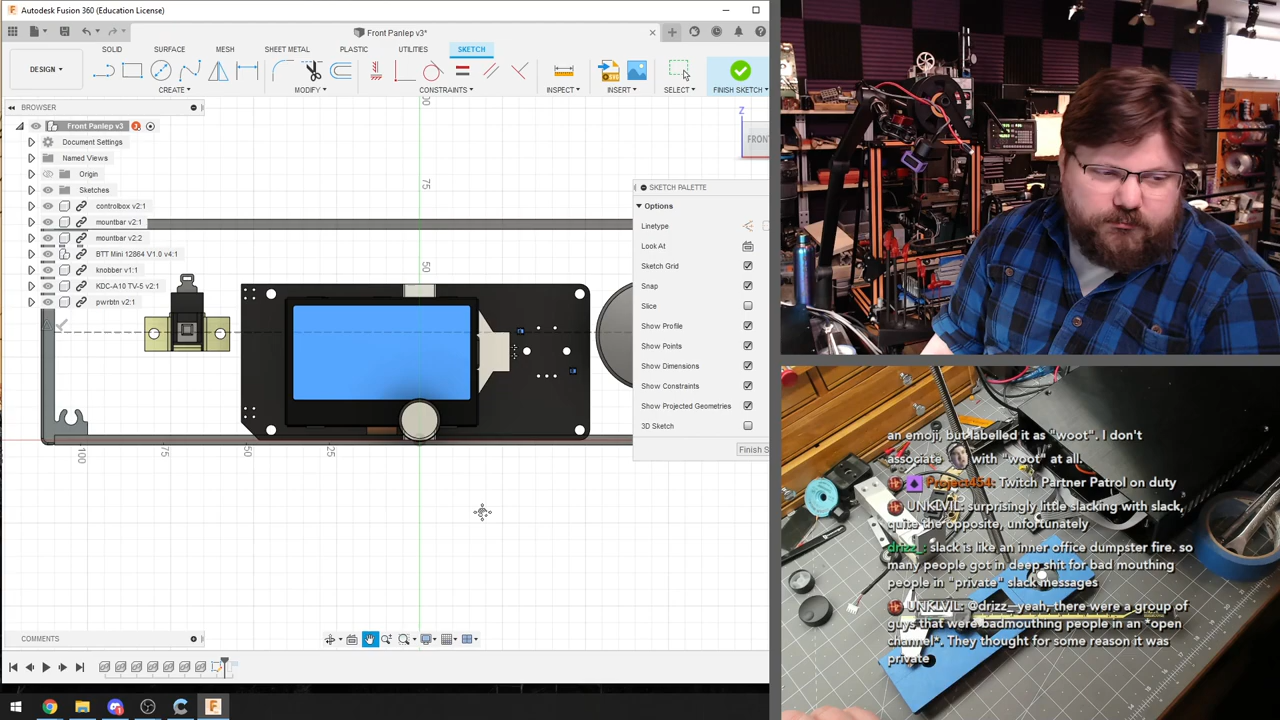 Autodesk Fusion 360 (Education License)
Front Panlep v3*
DESIGN
SOLID
SURFACE
MESH
SHEET METAL
PLASTIC
UTILITIES
SKETCH
CREATE
MODIFY
CONSTRAINTS
INSPECT
INSERT
SELECT
FINISH SKETCH
BROWSER
Front Panlep v3
Document Settings
Named Views
Origin
Sketches
controlbox v2:1
mountbar v2:1
mountbar v2:2
BTT Mini 12864 V1.0 v4:1
knobber v1:1
KDC-A10 TV-5 v2:1
pwrbtn v2:1
Z
FRONT
75
50
100
75
50
25
SKETCH PALETTE
Options
Linetype
Look At
Sketch Grid
Snap
Slice
Show Profile
Show Points
Show Dimensions
Show Constraints
Show Projected Geometries
3D Sketch
Finish S
COMMENTS
an emoji, but labelled it as "woot". I don't
associate with "woot" at all.
Project454: Twitch Partner Patrol on duty
UNKLVIL: surprisingly little slacking with slack,
quite the opposite, unfortunately
drizz_: slack is like an inner office dumpster fire. so
many people got in deep shit for bad mouthing
people in "private" slack messages
UNKLVIL: @drizz_ yeah, there were a group of
guys that were badmouthing people in an *open
channel*. They thought for some reason it was
private